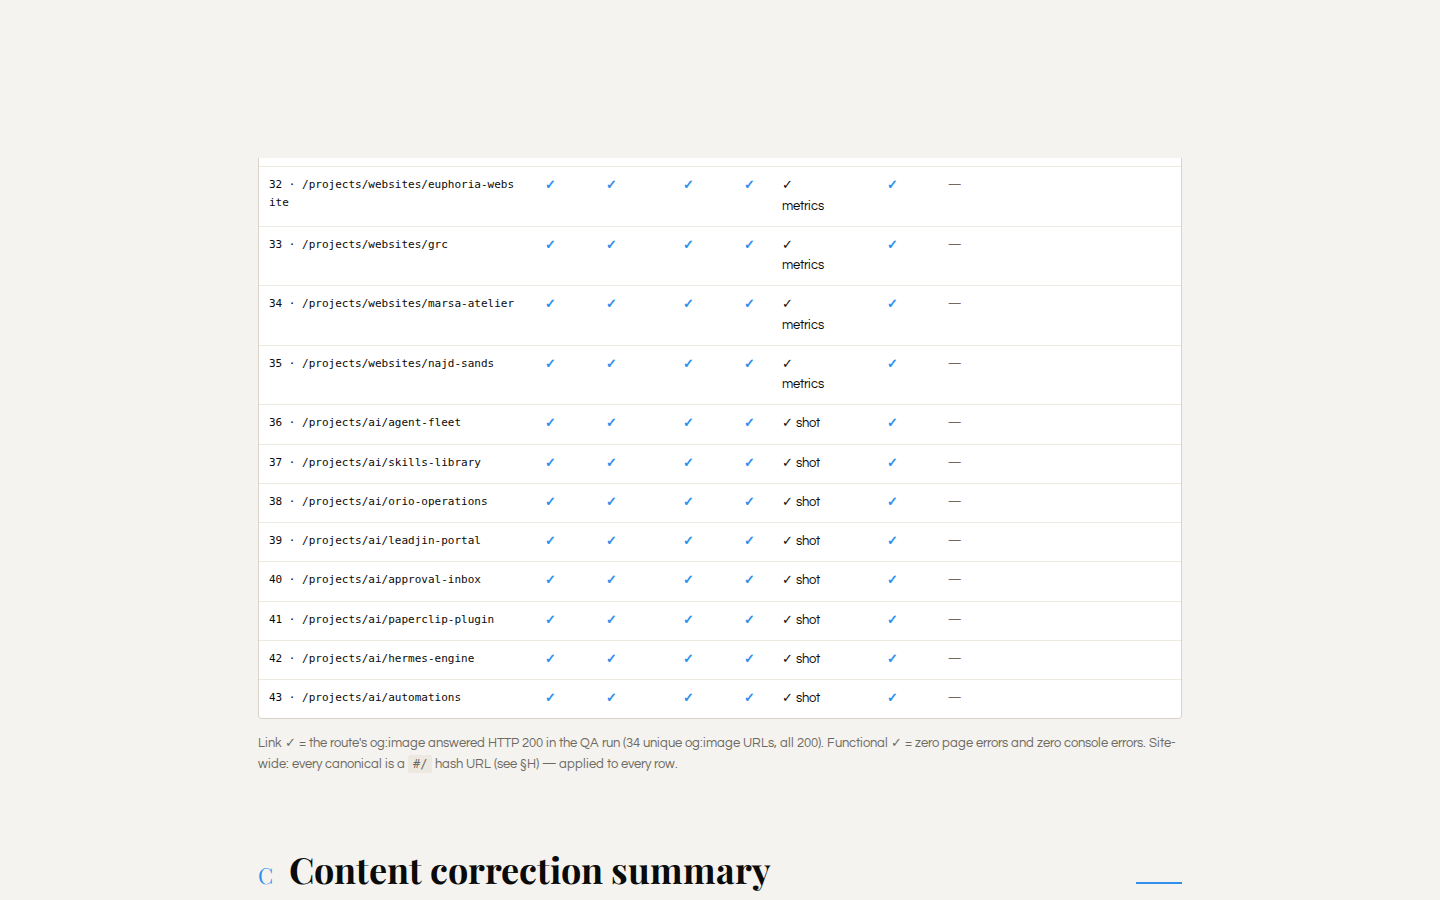 32 · /projects/websites/euphoria-webs ✓ ✓ ✓ ✓ ✓ ✓ —
ite metrics
33 · /projects/websites/grc ✓ ✓ ✓ ✓ ✓ ✓ —
metrics
34 · /projects/websites/marsa-atelier ✓ ✓ ✓ ✓ ✓ ✓ —
metrics
35 · /projects/websites/najd-sands ✓ ✓ ✓ ✓ ✓ ✓ —
metrics
36 · /projects/ai/agent-fleet ✓ ✓ ✓ ✓ ✓ shot ✓ —
37 · /projects/ai/skills-library ✓ ✓ ✓ ✓ ✓ shot ✓ —
38 · /projects/ai/orio-operations ✓ ✓ ✓ ✓ ✓ shot ✓ —
39 · /projects/ai/leadjin-portal ✓ ✓ ✓ ✓ ✓ shot ✓ —
40 · /projects/ai/approval-inbox ✓ ✓ ✓ ✓ ✓ shot ✓ —
41 · /projects/ai/paperclip-plugin ✓ ✓ ✓ ✓ ✓ shot ✓ —
42 · /projects/ai/hermes-engine ✓ ✓ ✓ ✓ ✓ shot ✓ —
43 · /projects/ai/automations ✓ ✓ ✓ ✓ ✓ shot ✓ —
Link ✓ = the route's og:image answered HTTP 200 in the QA run (34 unique og:image URLs, all 200). Functional ✓ = zero page errors and zero console errors. Site-
wide: every canonical is a #/ hash URL (see §H) — applied to every row.
C Content correction summary